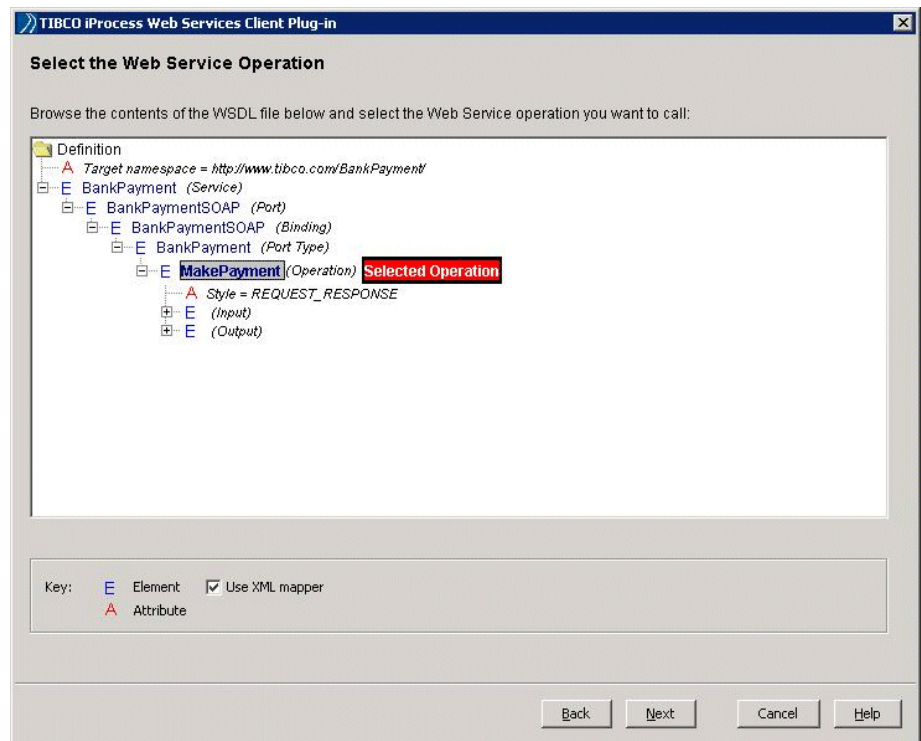 TIBCO iProcess Web Services Client Plug-in
Select the Web Service Operation
Browse the contents of the WSDL file below and select the Web Service operation you want to call:
Definition
A Target namespace = http://www.tibco.com/BankPayment/
E BankPayment (Service)
E BankPaymentSOAP (Port)
E BankPaymentSOAP (Binding)
E BankPayment (Port Type)
E MakePayment (Operation) Selected Operation
A Style = REQUEST_RESPONSE
E (Input)
E (Output)
Key: E Element Use XML mapper
A Attribute
Back Next Cancel Help